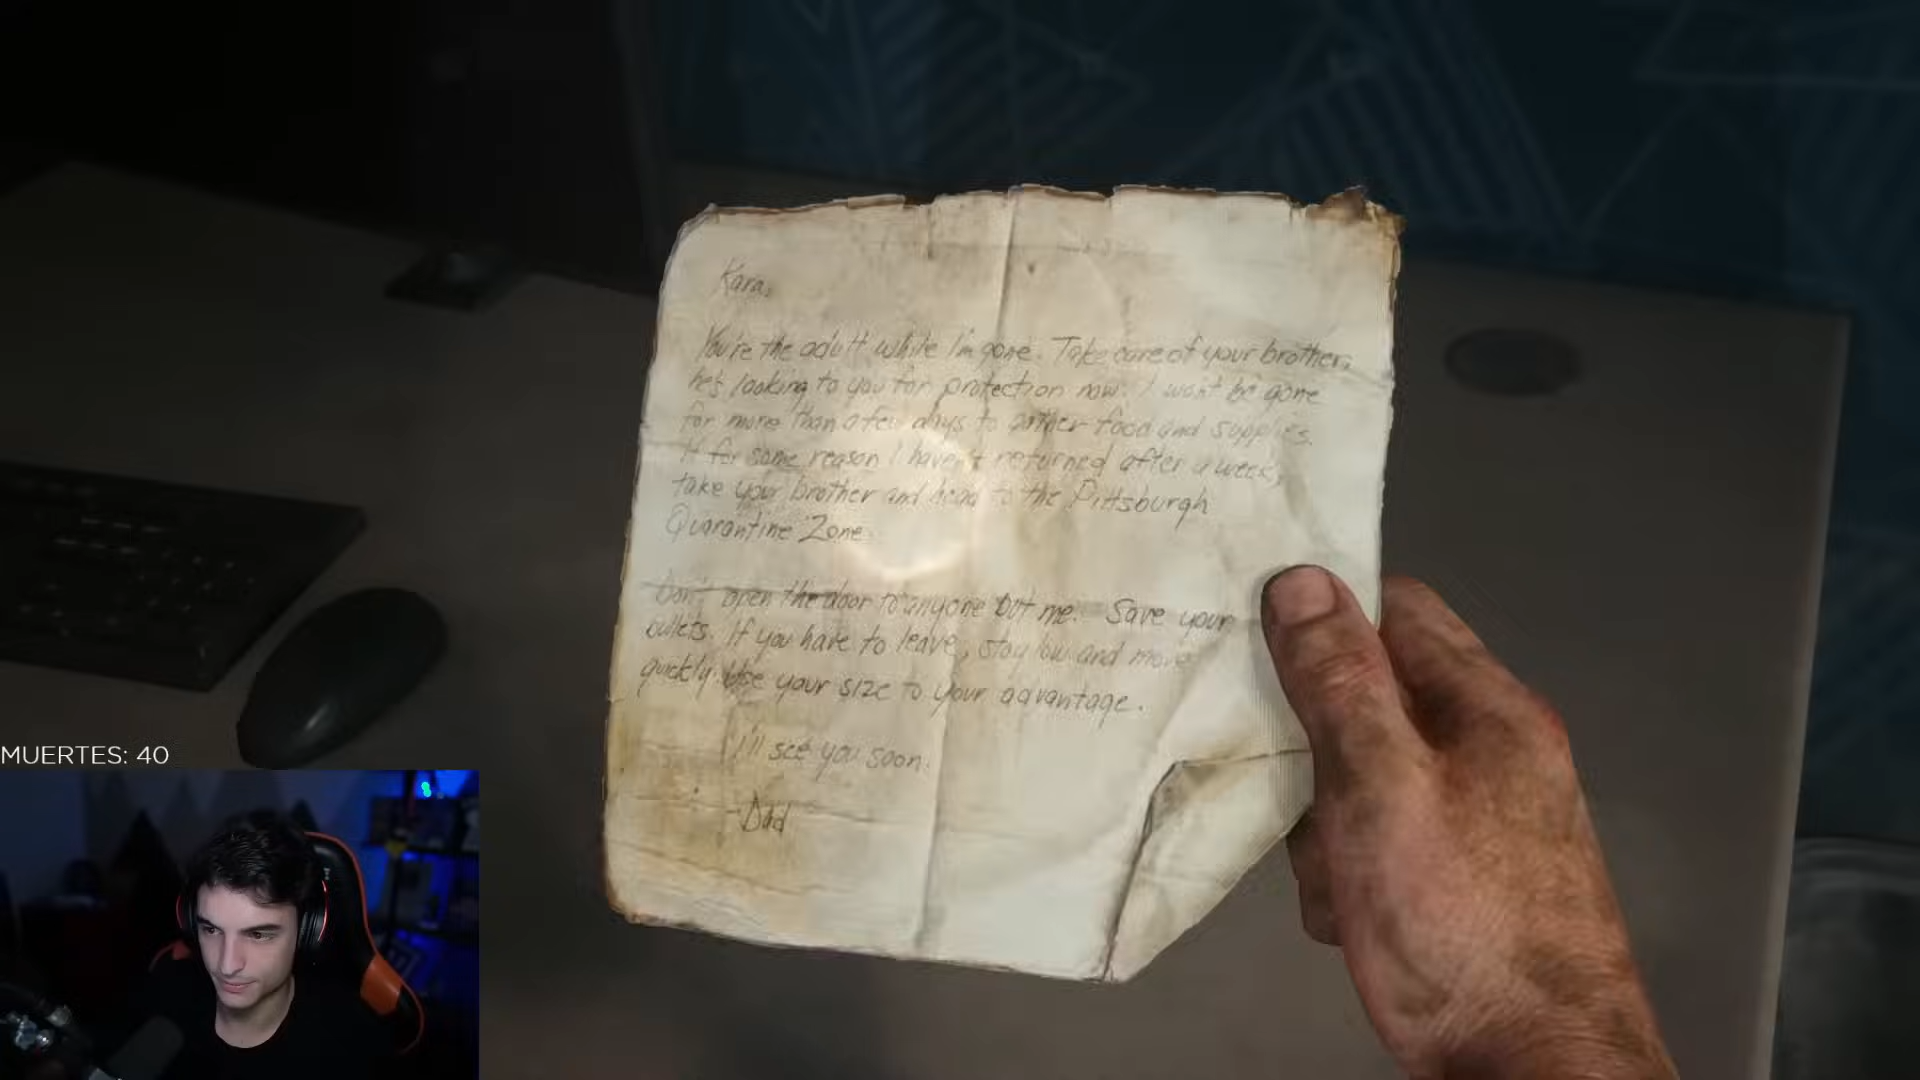 Kara,
You're the adult while I'm gone. Take care of your brother,
he's looking to you for protection now. I won't be gone
for more than a few days to gather food and supplies.
If for some reason I haven't returned after a week,
take your brother and head to the Pittsburgh
Quarantine Zone.
Don't open the door to anyone but me. Save your
bullets. If you have to leave, stay low and move
quickly. Use your size to your advantage.
I'll see you soon.
-Dad
MUERTES: 40